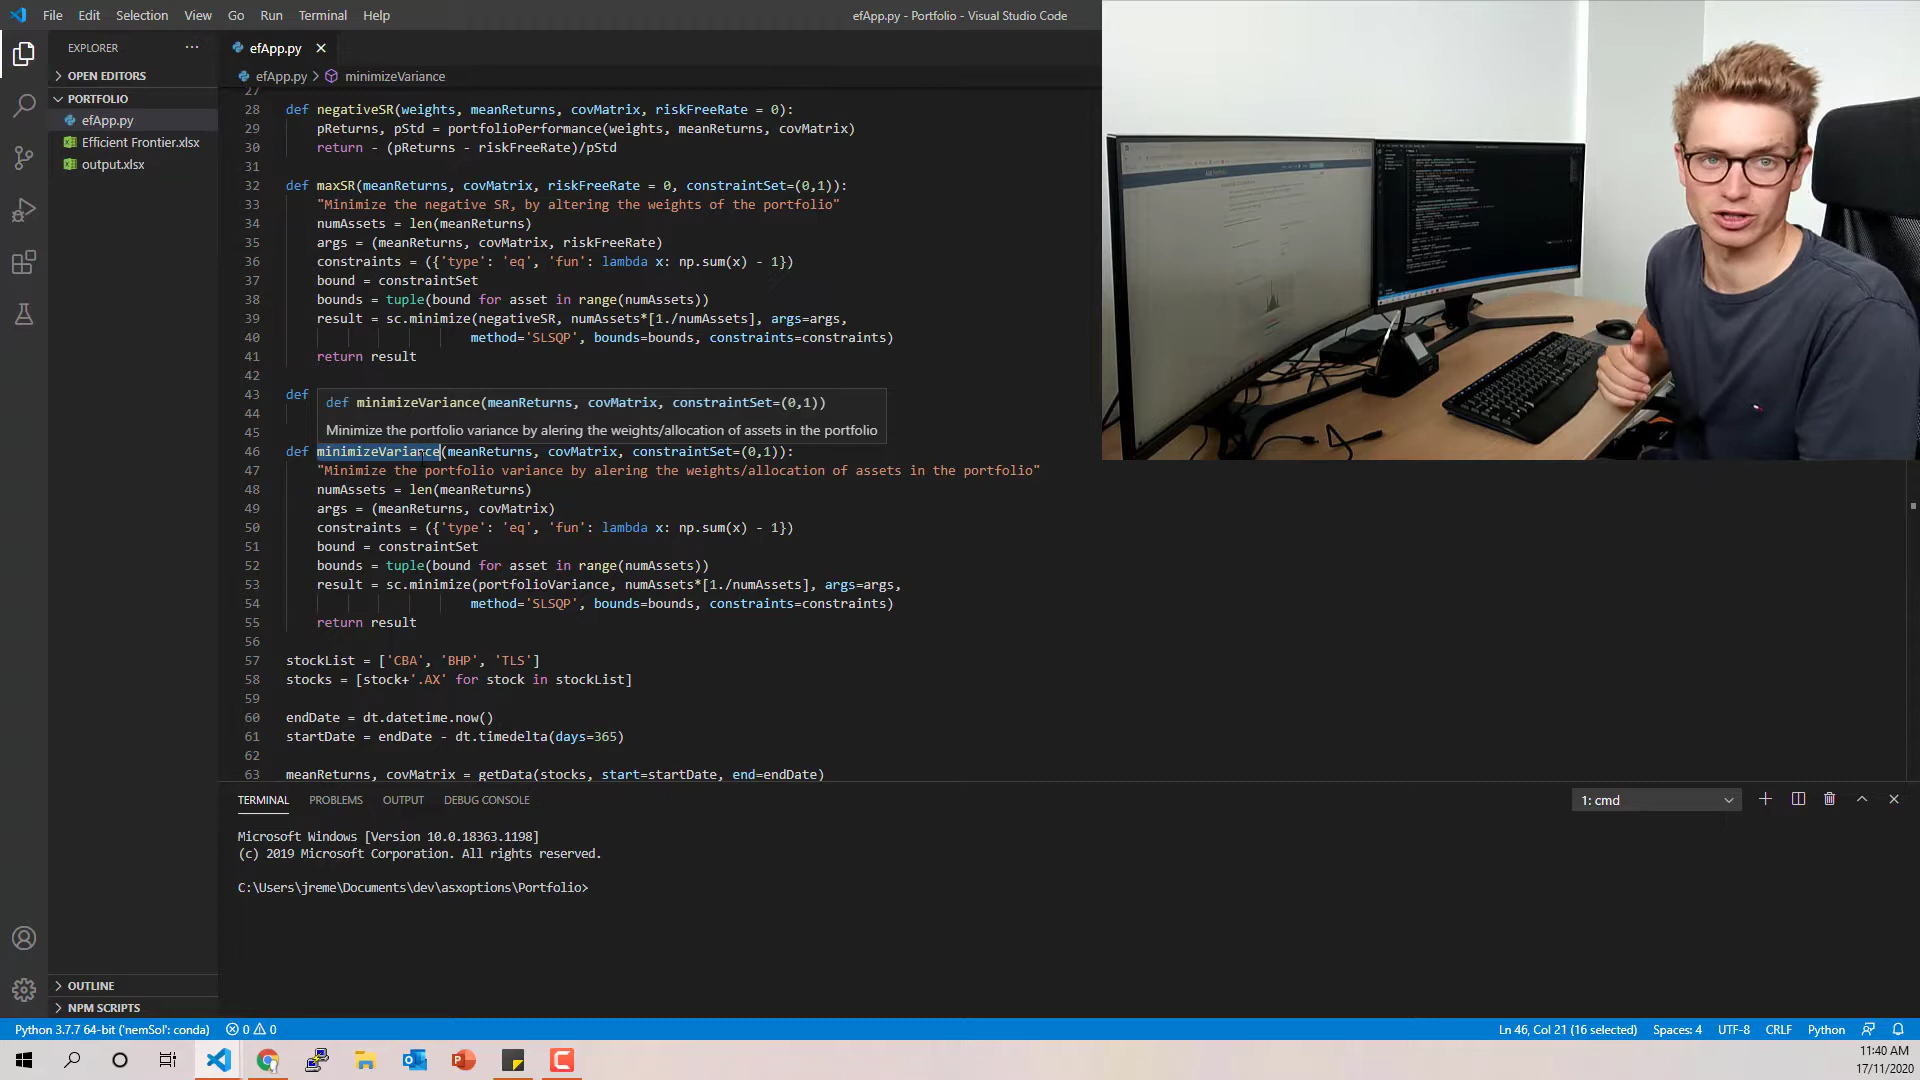 File Edit Selection View Go Run Terminal Help
efApp.py - Portfolio - Visual Studio Code
EXPLORER ···
OPEN EDITORS
PORTFOLIO
efApp.py
Efficient Frontier.xlsx
output.xlsx
OUTLINE
NPM SCRIPTS
efApp.py
efApp.py > minimizeVariance
27
28 def negativeSR(weights, meanReturns, covMatrix, riskFreeRate = 0):
29 pReturns, pStd = portfolioPerformance(weights, meanReturns, covMatrix)
30 return - (pReturns - riskFreeRate)/pStd
31
32 def maxSR(meanReturns, covMatrix, riskFreeRate = 0, constraintSet=(0,1)):
33 "Minimize the negative SR, by altering the weights of the portfolio"
34 numAssets = len(meanReturns)
35 args = (meanReturns, covMatrix, riskFreeRate)
36 constraints = ({'type': 'eq', 'fun': lambda x: np.sum(x) - 1})
37 bound = constraintSet
38 bounds = tuple(bound for asset in range(numAssets))
39 result = sc.minimize(negativeSR, numAssets*[1./numAssets], args=args,
40 method='SLSQP', bounds=bounds, constraints=constraints)
41 return result
42
43 def
def minimizeVariance(meanReturns, covMatrix, constraintSet=(0,1))
44
Minimize the portfolio variance by alering the weights/allocation of assets in the portfolio
45
46 def minimizeVariance(meanReturns, covMatrix, constraintSet=(0,1)):
47 "Minimize the portfolio variance by alering the weights/allocation of assets in the portfolio"
48 numAssets = len(meanReturns)
49 args = (meanReturns, covMatrix)
50 constraints = ({'type': 'eq', 'fun': lambda x: np.sum(x) - 1})
51 bound = constraintSet
52 bounds = tuple(bound for asset in range(numAssets))
53 result = sc.minimize(portfolioVariance, numAssets*[1./numAssets], args=args,
54 method='SLSQP', bounds=bounds, constraints=constraints)
55 return result
56
57 stockList = ['CBA', 'BHP', 'TLS']
58 stocks = [stock+'.AX' for stock in stockList]
59
60 endDate = dt.datetime.now()
61 startDate = endDate - dt.timedelta(days=365)
62
63 meanReturns, covMatrix = getData(stocks, start=startDate, end=endDate)
TERMINAL PROBLEMS OUTPUT DEBUG CONSOLE
1: cmd
Microsoft Windows [Version 10.0.18363.1198]
(c) 2019 Microsoft Corporation. All rights reserved.
C:\Users\jreme\Documents\dev\asxoptions\Portfolio>
Python 3.7.7 64-bit ('nemSol': conda) 0 0
Ln 46, Col 21 (16 selected) Spaces: 4 UTF-8 CRLF Python
11:40 AM
17/11/2020